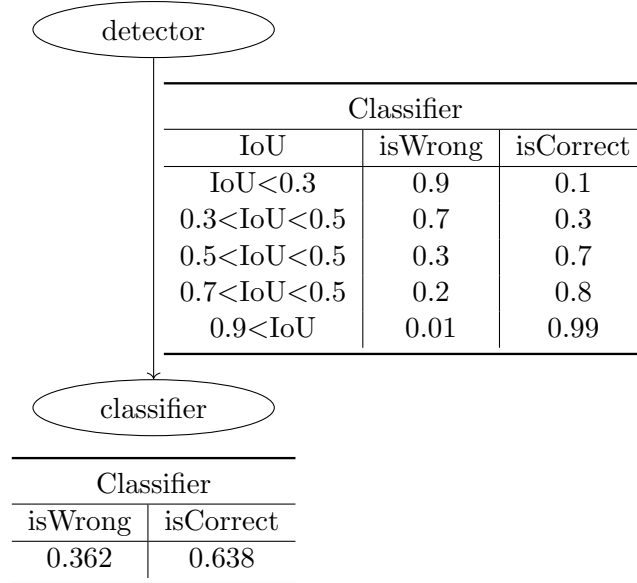 detector
Classifier
IoU isWrong isCorrect
IoU<0.3 0.9 0.1
0.3<IoU<0.5 0.7 0.3
0.5<IoU<0.5 0.3 0.7
0.7<IoU<0.5 0.2 0.8
0.9<IoU 0.01 0.99
classifier
Classifier
isWrong isCorrect
0.362 0.638